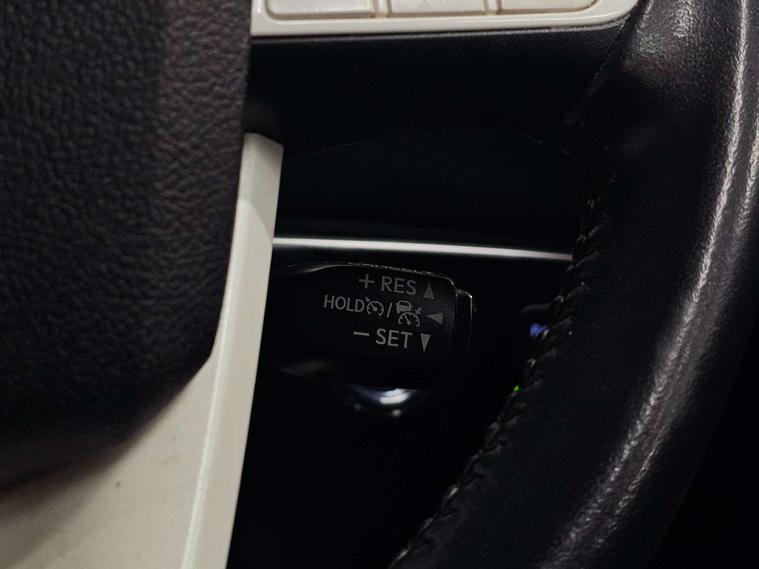 + RES
HOLD /
− SET